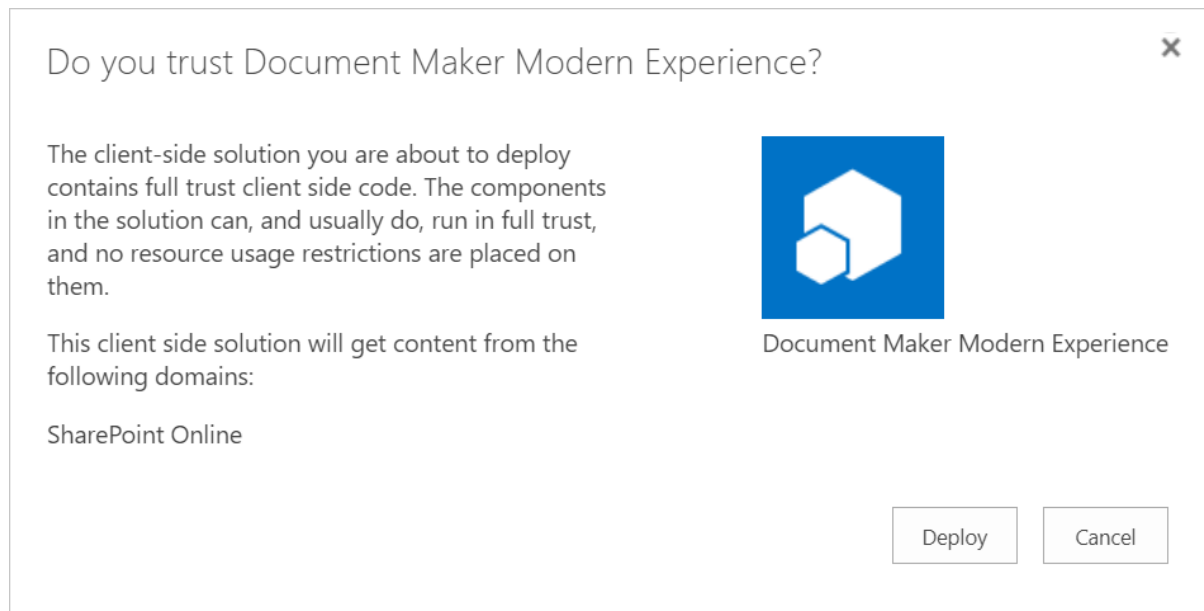 Do you trust Document Maker Modern Experience?
The client-side solution you are about to deploy
contains full trust client side code. The components
in the solution can, and usually do, run in full trust,
and no resource usage restrictions are placed on
them.
This client side solution will get content from the
following domains:
SharePoint Online
Document Maker Modern Experience
Deploy
Cancel